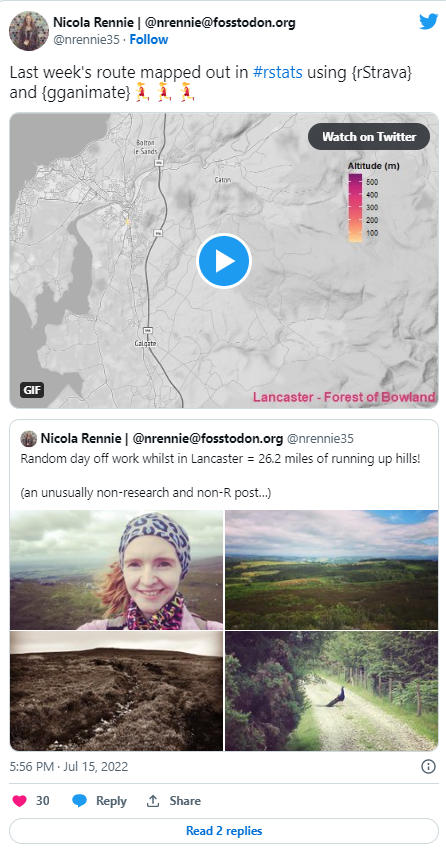 Nicola Rennie | @nrennie@fosstodon.org
@nrennie35 · Follow
Last week's route mapped out in #rstats using {rStrava}
and {gganimate}💃💃💃
Watch on Twitter
Bolton
le Sands
Caton
Altitude (m)
500
400
300
200
100
M6
M6
M6
Galgate
GIF
Lancaster - Forest of Bowland
Nicola Rennie | @nrennie@fosstodon.org @nrennie35
Random day off work whilst in Lancaster = 26.2 miles of running up hills!
(an unusually non-research and non-R post...)
5:56 PM · Jul 15, 2022
30
Reply
Share
Read 2 replies